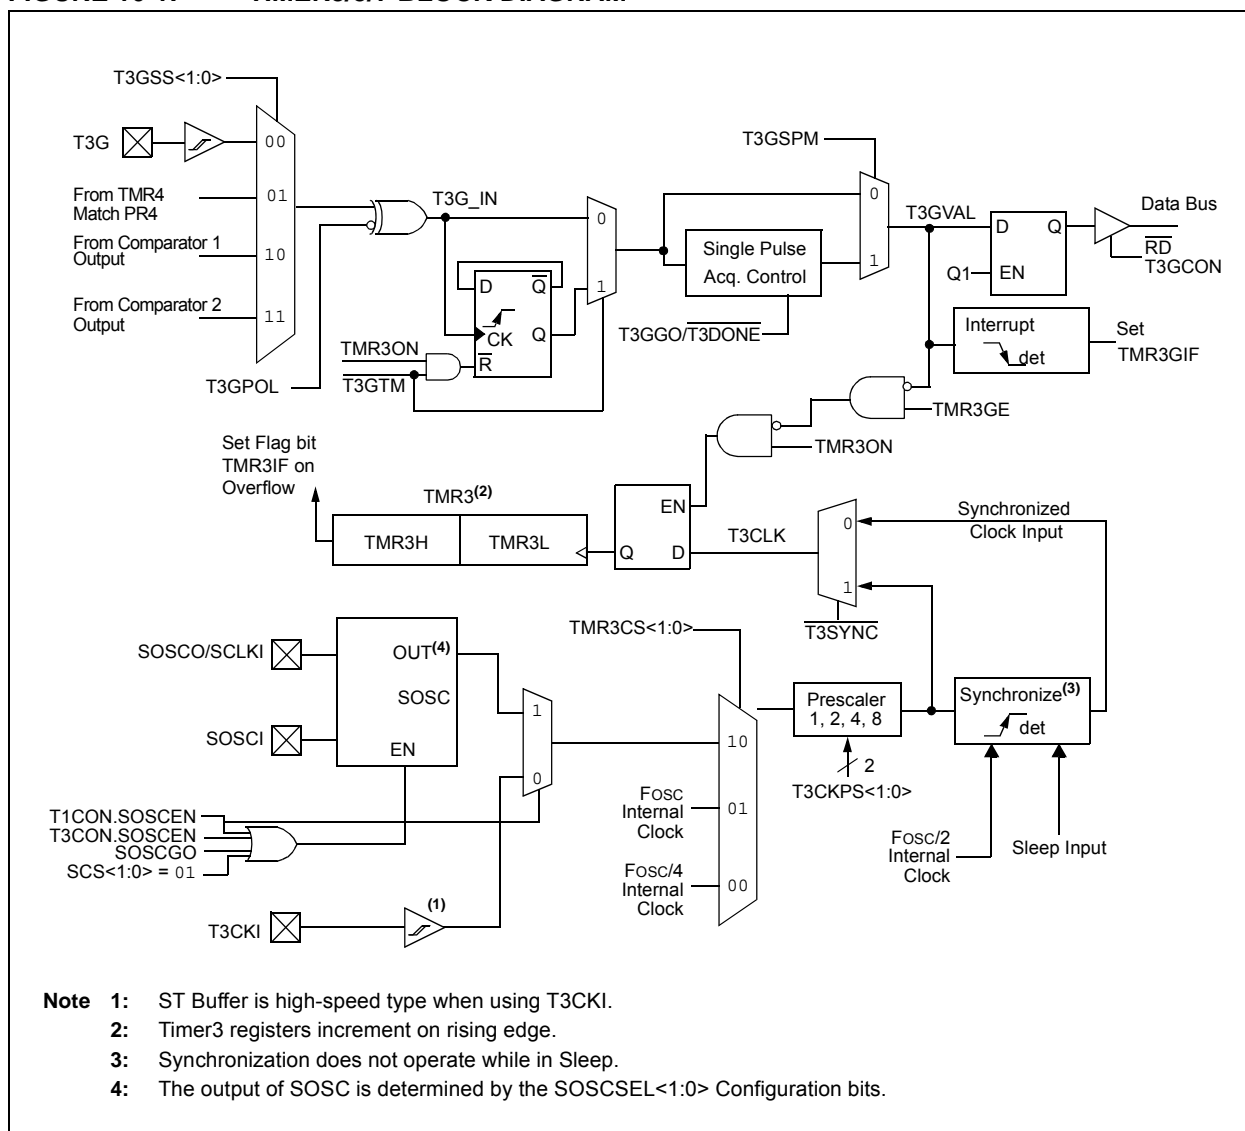 T3GSS<1:0>
T3G
00
T3GSPM
From TMR4
Match PR4
01
T3G_IN
0
0
T3GVAL
Data Bus
From Comparator 1
Output
10
Single Pulse
Acq. Control
D
Q
RD
T3GCON
D
Q
1
1
Q1
EN
From Comparator 2
Output
11
CK
Q
T3GGO/T3DONE
Interrupt
det
Set
TMR3GIF
TMR3ON
R
T3GPOL
T3GTM
TMR3GE
TMR3ON
Set Flag bit
TMR3IF on
Overflow
TMR3(2)
TMR3H
TMR3L
EN
Q
D
T3CLK
0
1
Synchronized
Clock Input
T3SYNC
TMR3CS<1:0>
SOSCO/SCLKI
OUT(4)
SOSC
SOSCI
EN
1
0
Prescaler
1, 2, 4, 8
Synchronize(3)
det
10
2
T3CKPS<1:0>
T1CON.SOSCEN
T3CON.SOSCEN
SOSCGO
SCS<1:0> = 01
FOSC
Internal
Clock
01
FOSC/2
Internal
Clock
Sleep Input
FOSC/4
Internal
Clock
00
T3CKI
(1)
Note 1: ST Buffer is high-speed type when using T3CKI.
2: Timer3 registers increment on rising edge.
3: Synchronization does not operate while in Sleep.
4: The output of SOSC is determined by the SOSCSEL<1:0> Configuration bits.